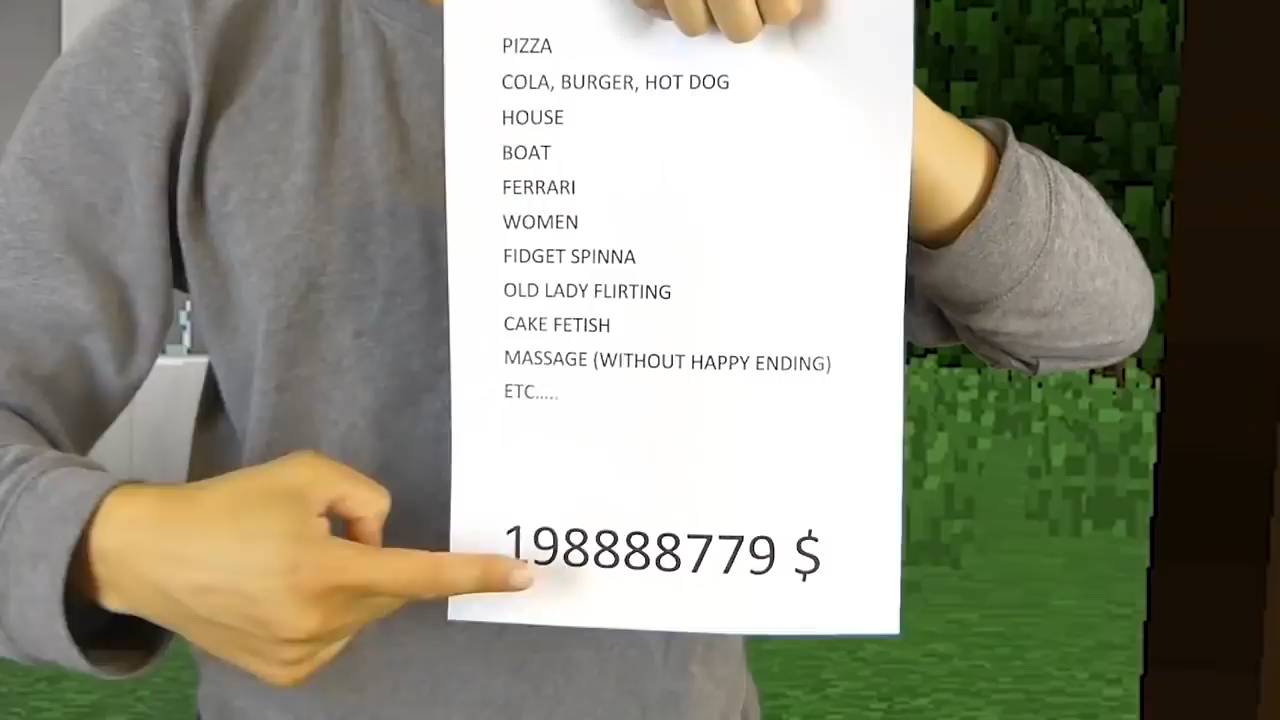 PIZZA
COLA, BURGER, HOT DOG
HOUSE
BOAT
FERRARI
WOMEN
FIDGET SPINNA
OLD LADY FLIRTING
CAKE FETISH
MASSAGE (WITHOUT HAPPY ENDING)
ETC.....
198888779 $